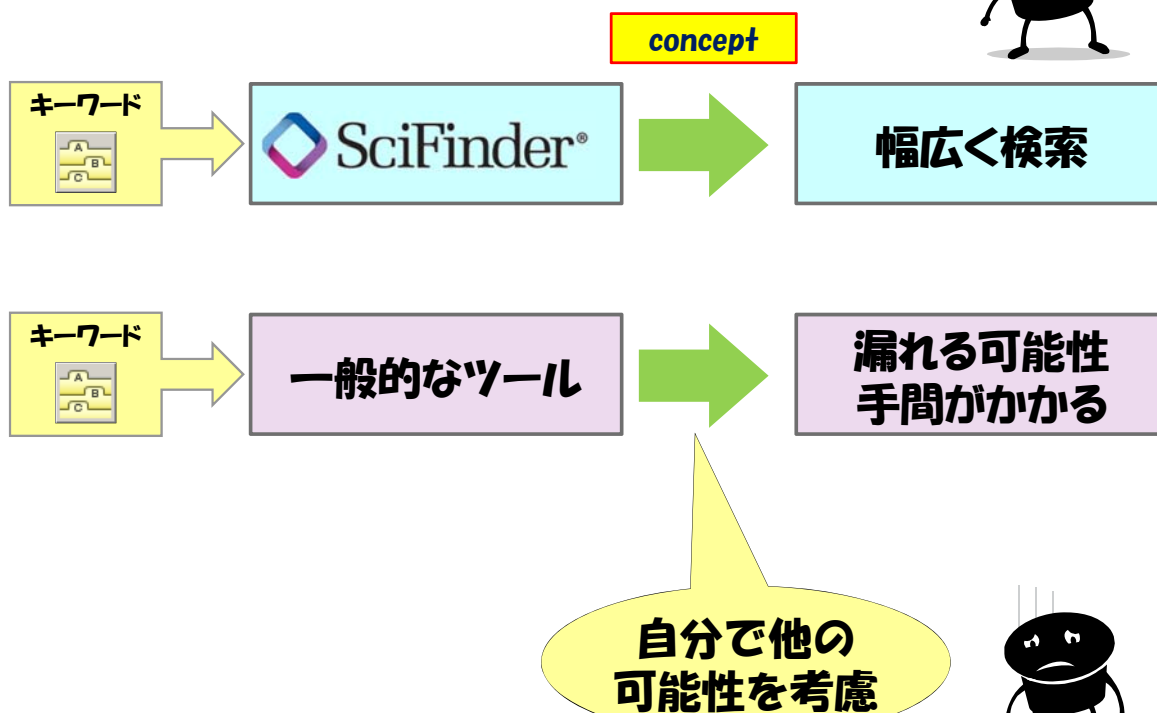 concept
キーワード
A
B
C
SciFinder®
幅広く検索
キーワード
A
B
C
一般的なツール
漏れる可能性
手間がかかる
自分で他の
可能性を考慮